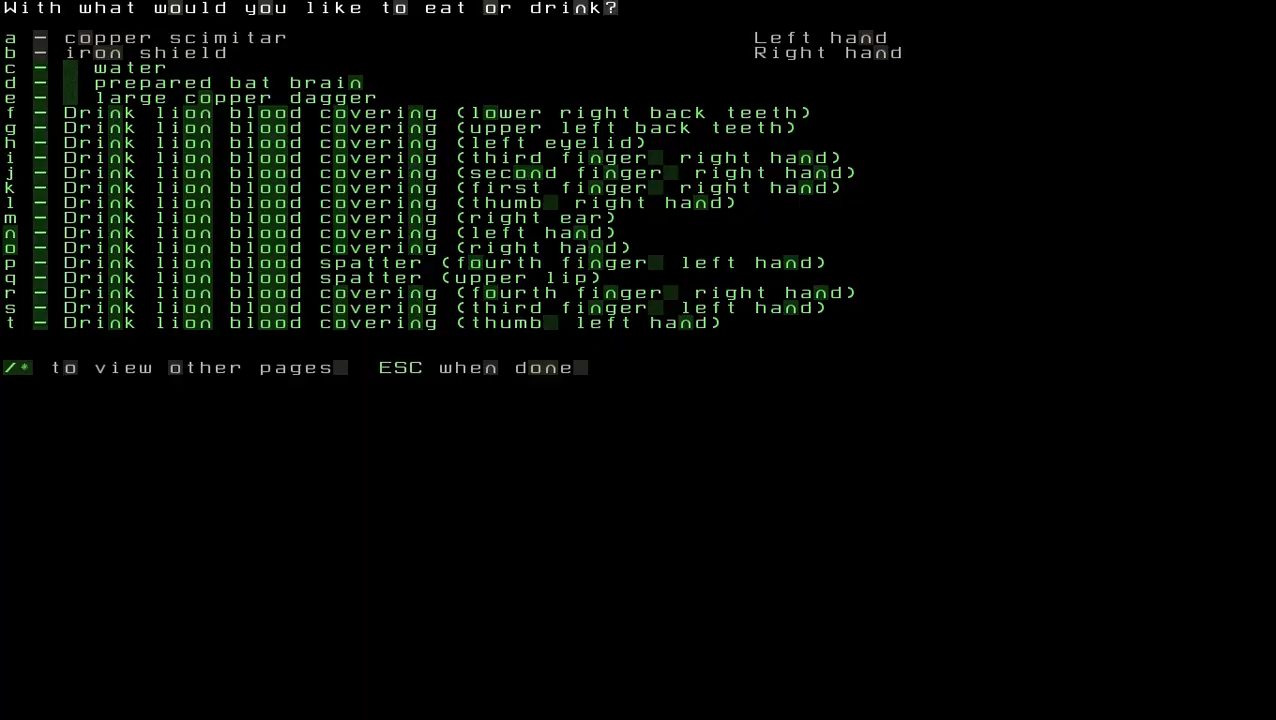 With what would you like to eat or drink?
a - copper scimitar Left hand
b - iron shield Right hand
c - water
d - prepared bat brain
e - large copper dagger
f - Drink lion blood covering (lower right back teeth)
g - Drink lion blood covering (upper left back teeth)
h - Drink lion blood covering (left eyelid)
i - Drink lion blood covering (third finger right hand)
j - Drink lion blood covering (second finger right hand)
k - Drink lion blood covering (first finger right hand)
l - Drink lion blood covering (thumb right hand)
m - Drink lion blood covering (right ear)
n - Drink lion blood covering (left hand)
o - Drink lion blood covering (right hand)
p - Drink lion blood spatter (fourth finger left hand)
q - Drink lion blood spatter (upper lip)
r - Drink lion blood covering (fourth finger right hand)
s - Drink lion blood covering (third finger left hand)
t - Drink lion blood covering (thumb left hand)
/* to view other pages ESC when done